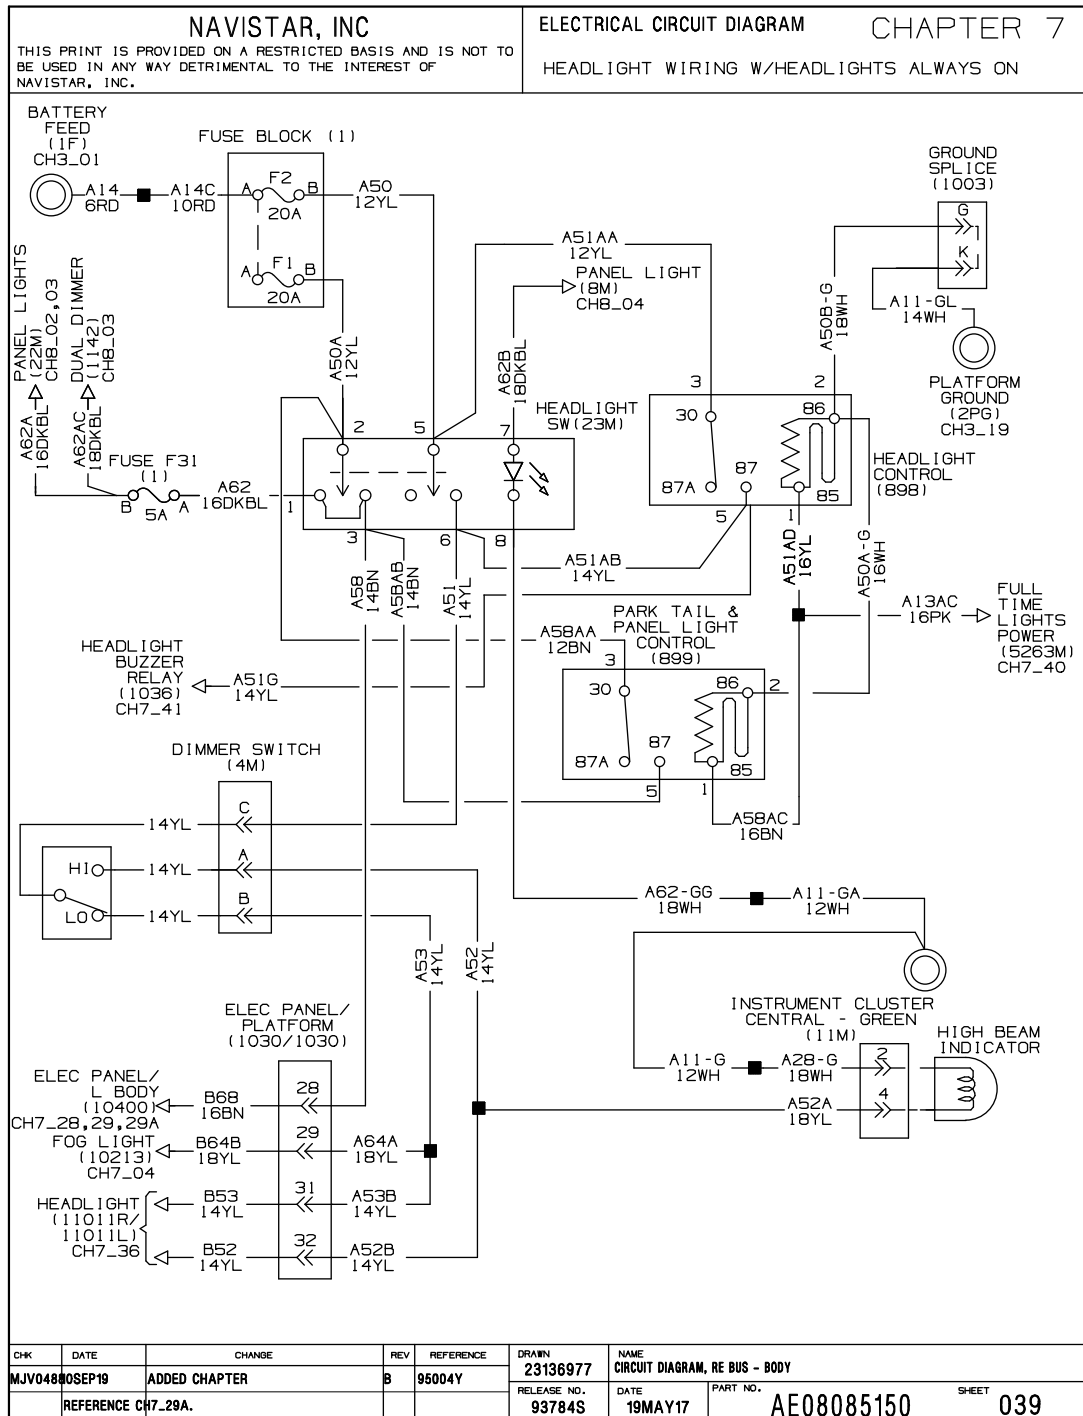 NAVISTAR, INC
THIS PRINT IS PROVIDED ON A RESTRICTED BASIS AND IS NOT TO
BE USED IN ANY WAY DETRIMENTAL TO THE INTEREST OF
NAVISTAR, INC.
ELECTRICAL CIRCUIT DIAGRAM
CHAPTER 7
HEADLIGHT WIRING W/HEADLIGHTS ALWAYS ON
BATTERY
FEED
(1F)
CH3_01
A14
6RD
A14C
10RD
FUSE BLOCK (1)
A
F2
B
20A
A
F1
B
20A
A50
12YL
A50A
12YL
A51AA
12YL
PANEL LIGHT
(8M)
CH8_04
A62B
18DKBL
GROUND
SPLICE
(1003)
G
K
A50B-G
18WH
A11-GL
14WH
PLATFORM
GROUND
(2PG)
CH3_19
PANEL LIGHTS
(22M)
CH8_02,03
DUAL DIMMER
(1142)
CH8_03
A62A
16DKBL
A62AC
18DKBL
FUSE F31
(1)
B
5A
A
A62
16DKBL
HEADLIGHT
SW(23M)
2
5
7
1
3
6
8
3
2
30
86
87
87A
85
5
1
HEADLIGHT
CONTROL
(898)
A58
14BN
A58AB
14BN
A51
14YL
A51AB
14YL
A51AD
16YL
A50A-G
16WH
A13AC
16PK
FULL
TIME
LIGHTS
POWER
(5263M)
CH7_40
HEADLIGHT
BUZZER
RELAY
(1036)
CH7_41
A51G
14YL
A58AA
12BN
PARK TAIL &
PANEL LIGHT
CONTROL
(899)
3
30
86
2
87
87A
85
5
1
A58AC
16BN
DIMMER SWITCH
(4M)
C
14YL
A
HI
14YL
B
LO
14YL
A53
14YL
A52
14YL
A62-GG
18WH
A11-GA
12WH
ELEC PANEL/
PLATFORM
(1030/1030)
INSTRUMENT CLUSTER
CENTRAL - GREEN
(11M)
HIGH BEAM
INDICATOR
A11-G
12WH
A28-G
18WH
2
A52A
18YL
4
ELEC PANEL/
L BODY
(10400)
CH7_28,29,29A
B68
16BN
28
FOG LIGHT
(10213)
CH7_04
B64B
18YL
29
A64A
18YL
HEADLIGHT
(11011R/
11011L)
CH7_36
B53
14YL
31
A53B
14YL
B52
14YL
32
A52B
14YL
CHK DATE CHANGE REV REFERENCE
MJV0488 0SEP19 ADDED CHAPTER B 95004Y
REFERENCE CH7_29A.
DRAWN
23136977
NAME
CIRCUIT DIAGRAM, RE BUS - BODY
RELEASE NO.
93784S
DATE
19MAY17
PART NO.
AE08085150
SHEET
039